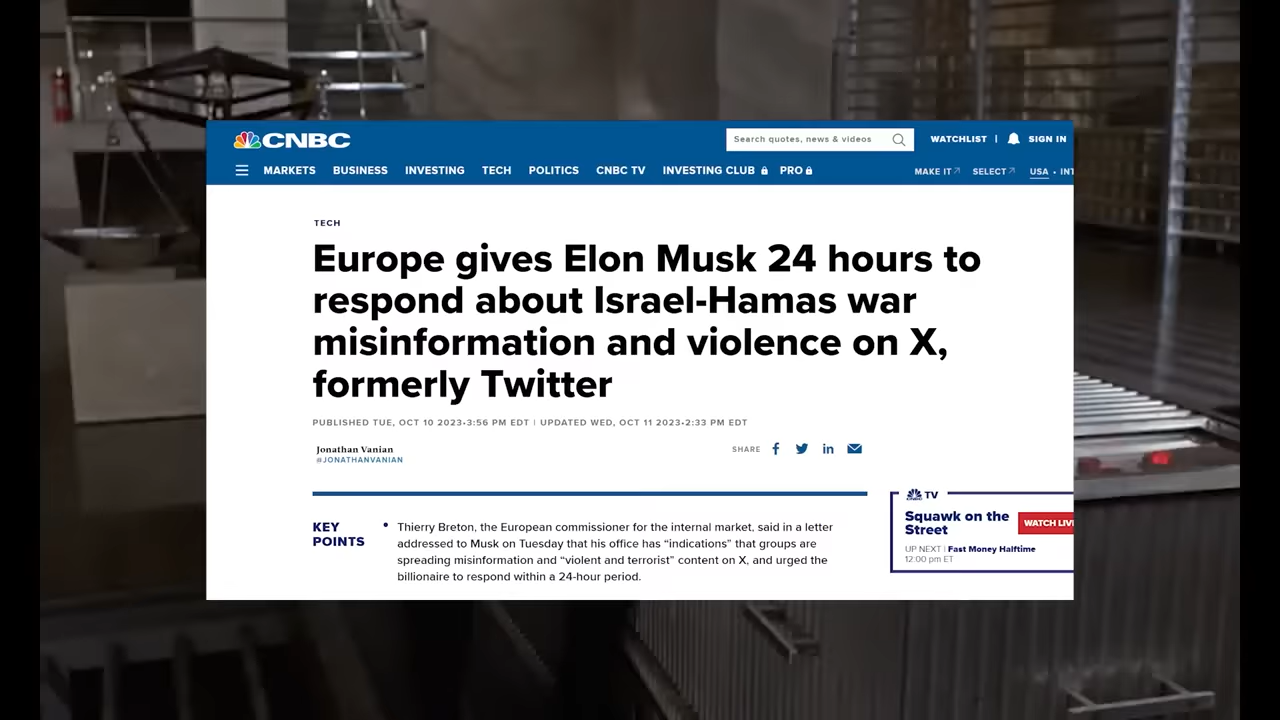 CNBC
Search quotes, news & videos
WATCHLIST | SIGN IN
MARKETS BUSINESS INVESTING TECH POLITICS CNBC TV INVESTING CLUB PRO
MAKE IT SELECT USA • INT
TECH
Europe gives Elon Musk 24 hours to
respond about Israel-Hamas war
misinformation and violence on X,
formerly Twitter
PUBLISHED TUE, OCT 10 2023•3:56 PM EDT | UPDATED WED, OCT 11 2023•2:33 PM EDT
Jonathan Vanian
@JONATHANVANIAN
SHARE
KEY
POINTS
• Thierry Breton, the European commissioner for the internal market, said in a letter
addressed to Musk on Tuesday that his office has “indications” that groups are
spreading misinformation and “violent and terrorist” content on X, and urged the
billionaire to respond within a 24-hour period.
CNBC TV
Squawk on the
Street
WATCH LIV
UP NEXT | Fast Money Halftime
12:00 pm ET